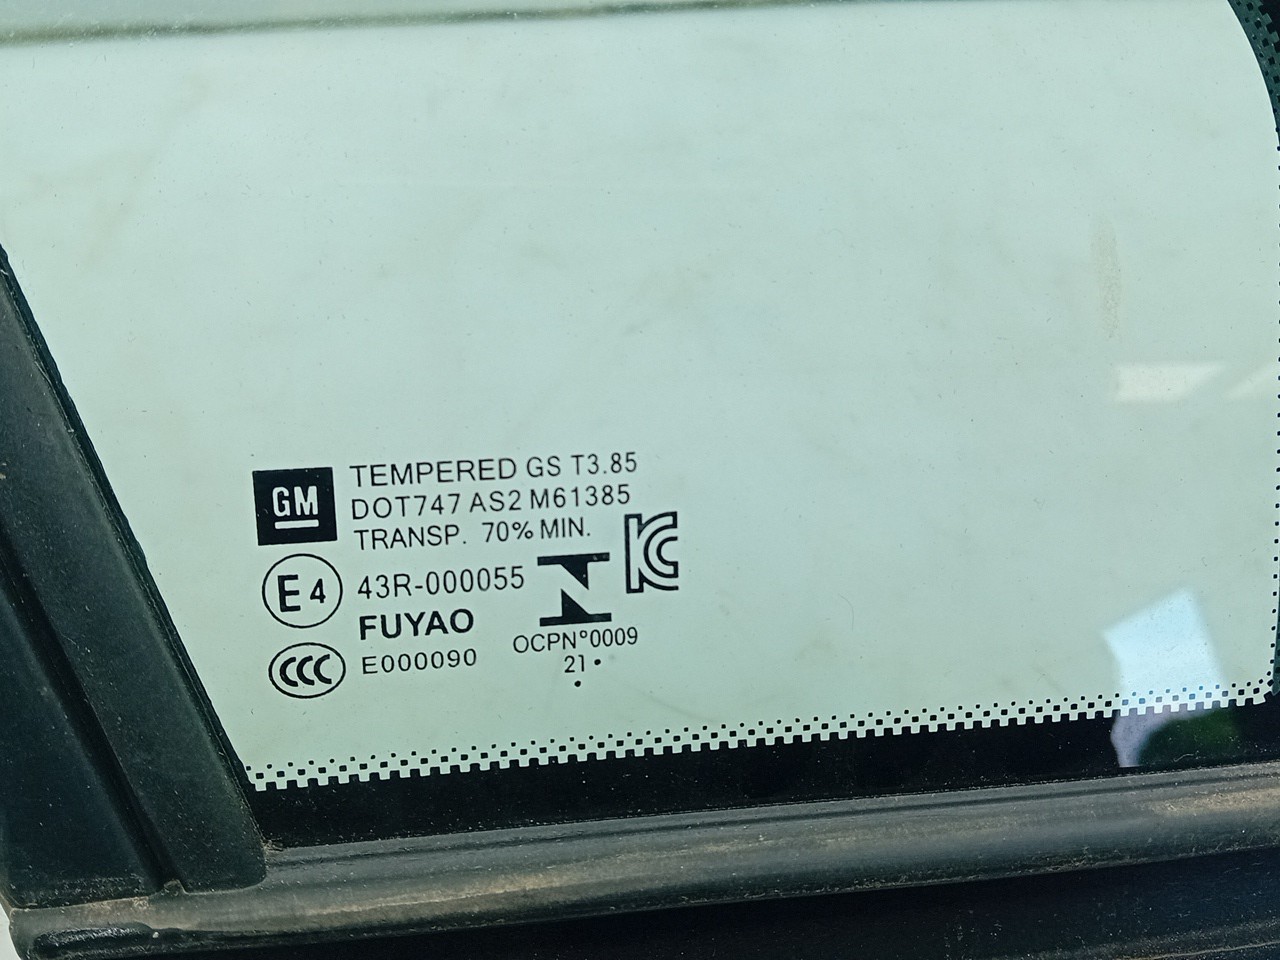 GM
TEMPERED GS T3.85
DOT747 AS2 M61385
TRANSP. 70% MIN.
E4 43R-000055
FUYAO
CCC E000090
KC
OCPN°0009
21